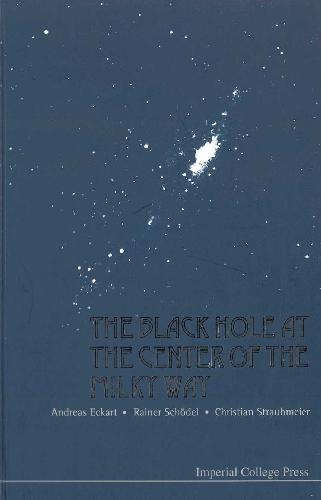 THE BLACK HOLE AT
THE CENTER OF THE
MILKY WAY
Andreas Eckart • Rainer Schödel • Christian Straubmeier
Imperial College Press